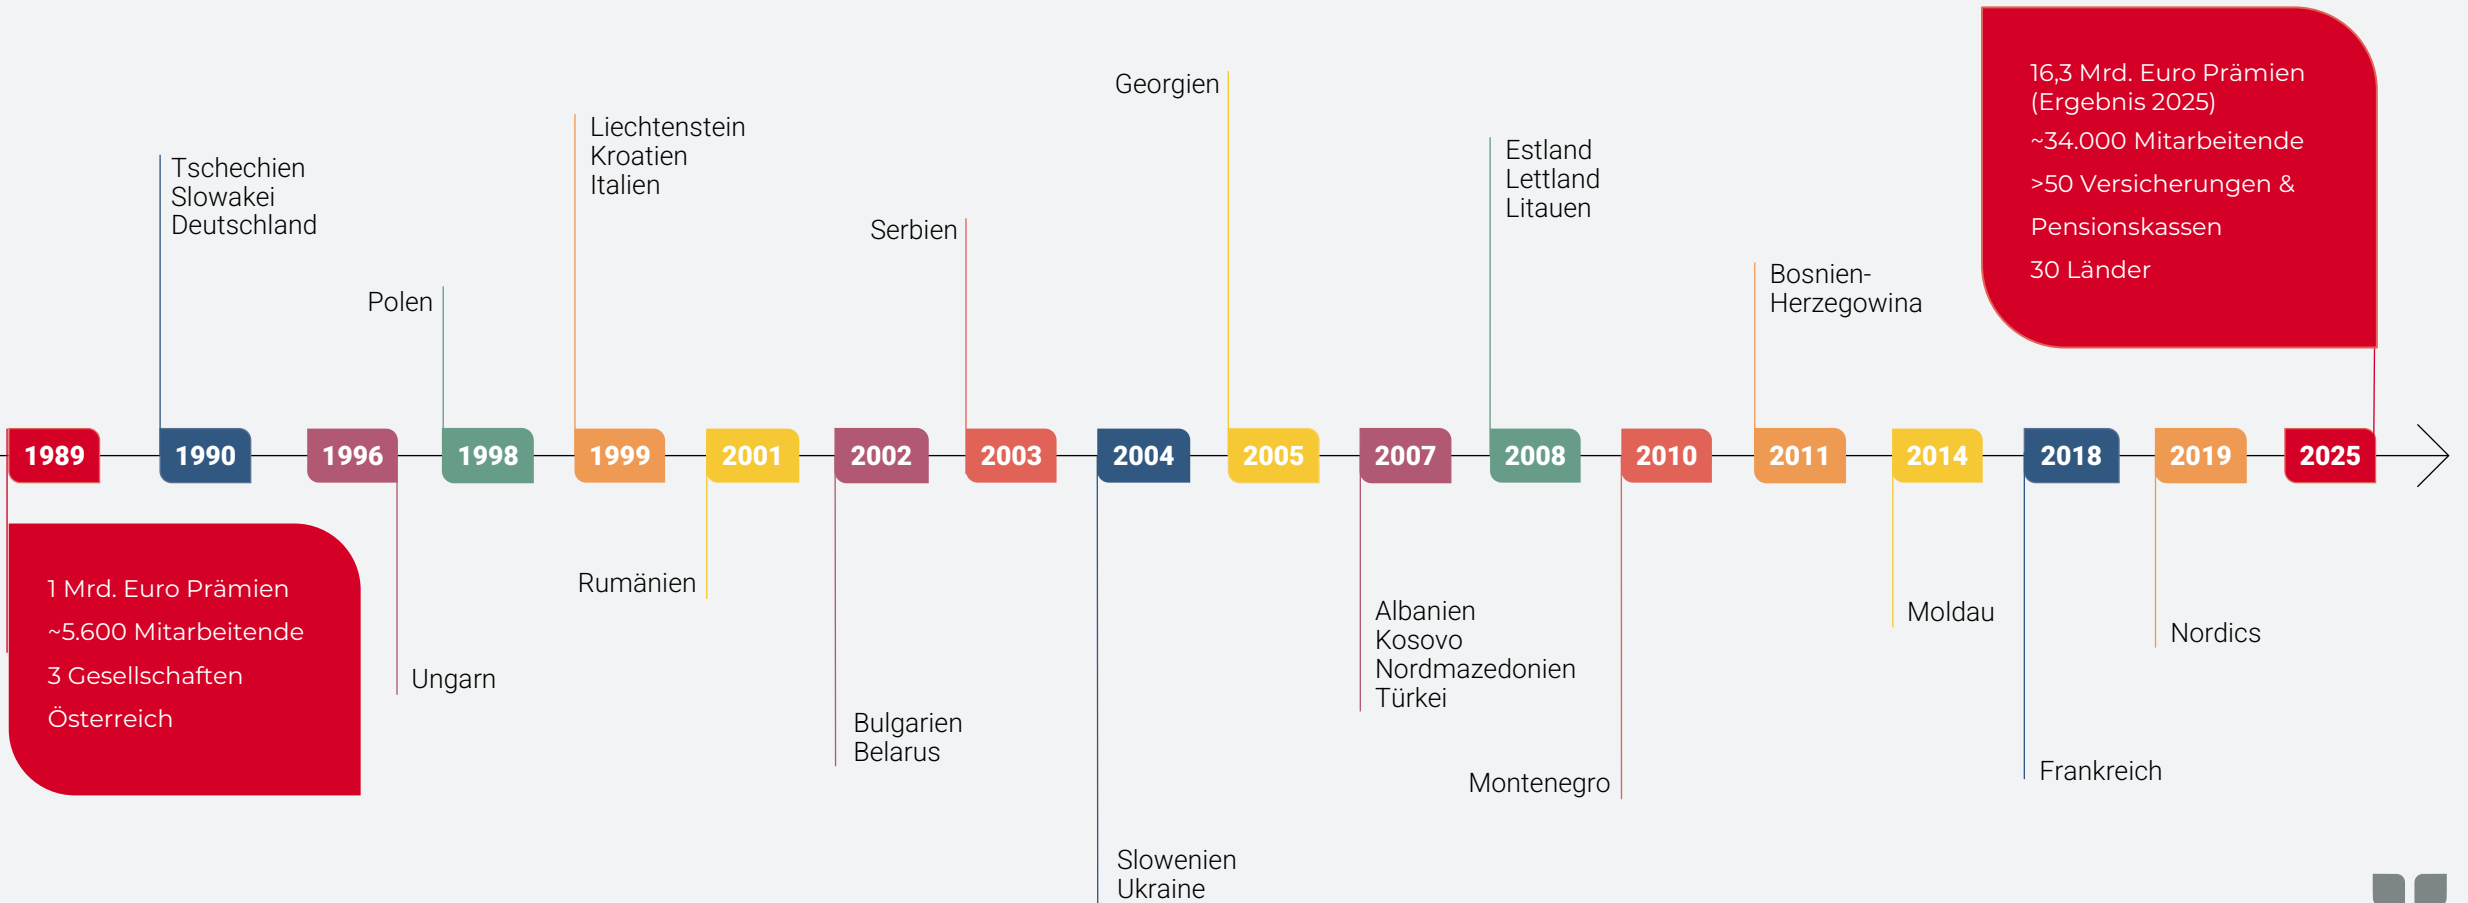 1989
1 Mrd. Euro Prämien
~5.600 Mitarbeitende
3 Gesellschaften
Österreich
1990
Tschechien
Slowakei
Deutschland
1996
Ungarn
1998
Polen
1999
Liechtenstein
Kroatien
Italien
2001
Rumänien
2002
Bulgarien
Belarus
2003
Serbien
2004
Slowenien
Ukraine
2005
Georgien
2007
Albanien
Kosovo
Nordmazedonien
Türkei
2008
Estland
Lettland
Litauen
2010
Montenegro
2011
Bosnien-
Herzegowina
2014
Moldau
2018
Frankreich
2019
Nordics
2025
16,3 Mrd. Euro Prämien
(Ergebnis 2025)
~34.000 Mitarbeitende
>50 Versicherungen &
Pensionskassen
30 Länder